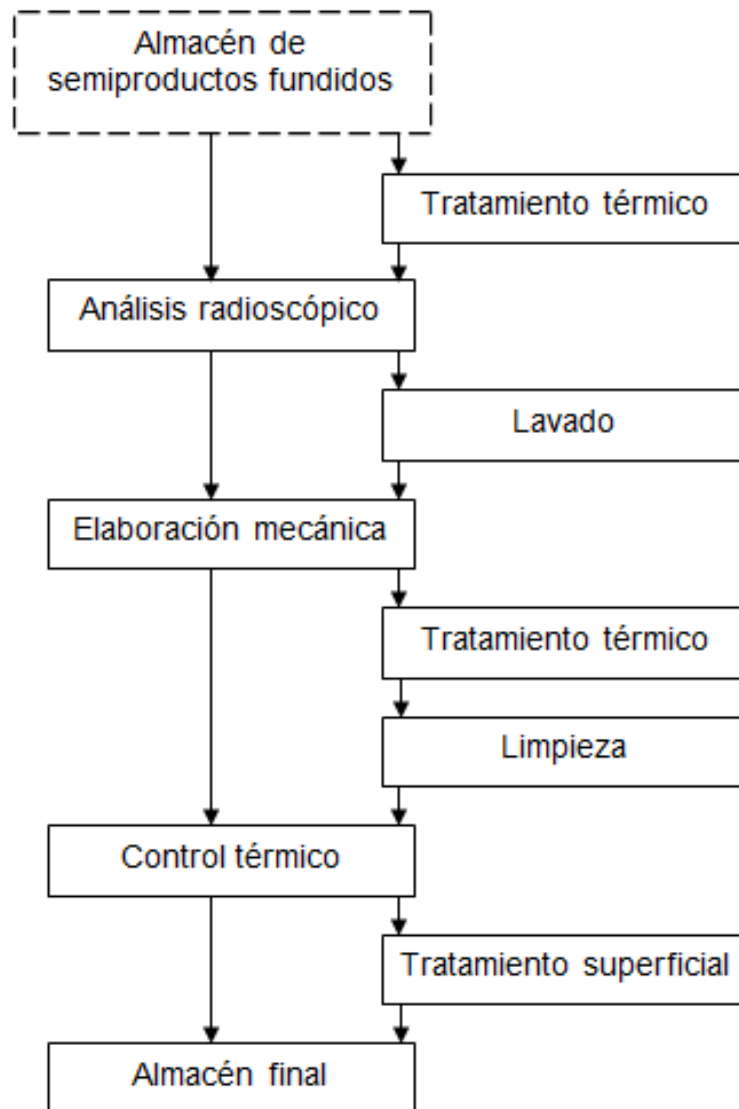 Almacén de
semiproductos fundidos
Tratamiento térmico
Análisis radioscópico
Lavado
Elaboración mecánica
Tratamiento térmico
Limpieza
Control térmico
Tratamiento superficial
Almacén final